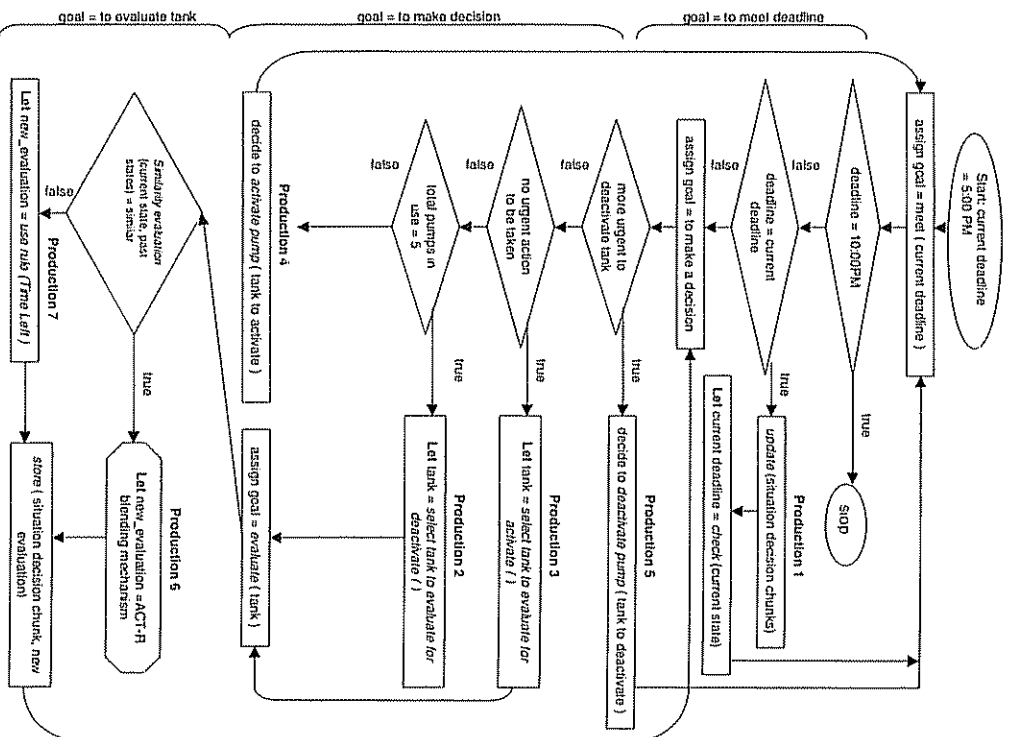 goal = to evaluate tank
goal = to make decision
goal = to meet deadline
Start: current deadline
= 5:00 PM
assign goal = meet ( current deadline )
deadline = 10:00PM
true
stop
false
deadline = current
deadline
true
Production 1
update (situation decision chunks)
Let current deadline = check (current
state)
false
assign goal = to make a decision
more urgent to
deactivate tank
true
Production 5
decide to deactivate pump ( tank to deactivate )
false
no urgent action
to be taken
true
Production 3
Let tank = select tank to evaluate for
activate ( )
false
total pumps in
use = 5
true
Production 2
Let tank = select tank to evaluate for
deactivate ( )
false
Production 4
decide to activate pump ( tank to activate )
assign goal = evaluate ( tank )
Similarity evaluation
(current state, past
states) = similar
true
Production 6
Let new_evaluation = ACT-R
blending mechanism
false
Production 7
Let new_evaluation = use rule (Time Left )
store ( situation decision chunk, new
evaluation)